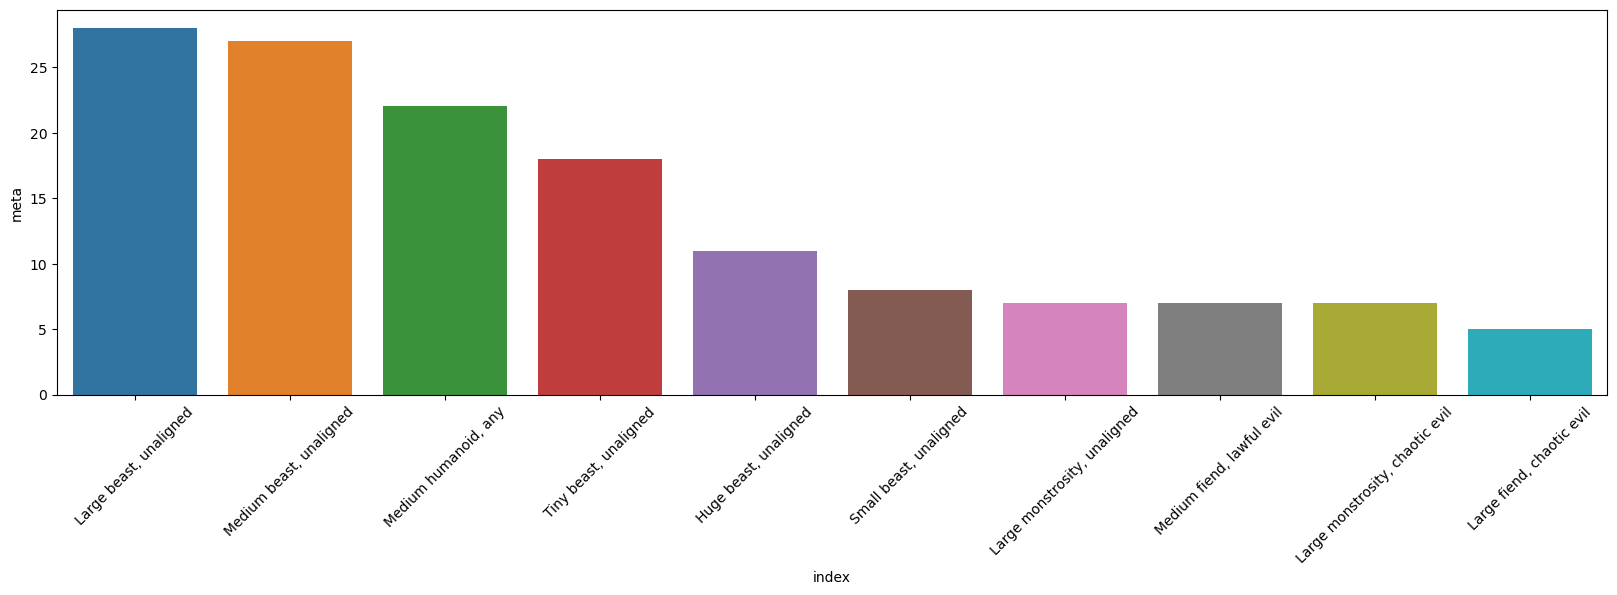 25
20
15
10
5
0
meta
Large beast, unaligned
Medium beast, unaligned
Medium humanoid, any
Tiny beast, unaligned
Huge beast, unaligned
Small beast, unaligned
Large monstrosity, unaligned
Medium fiend, lawful evil
Large monstrosity, chaotic evil
Large fiend, chaotic evil
index